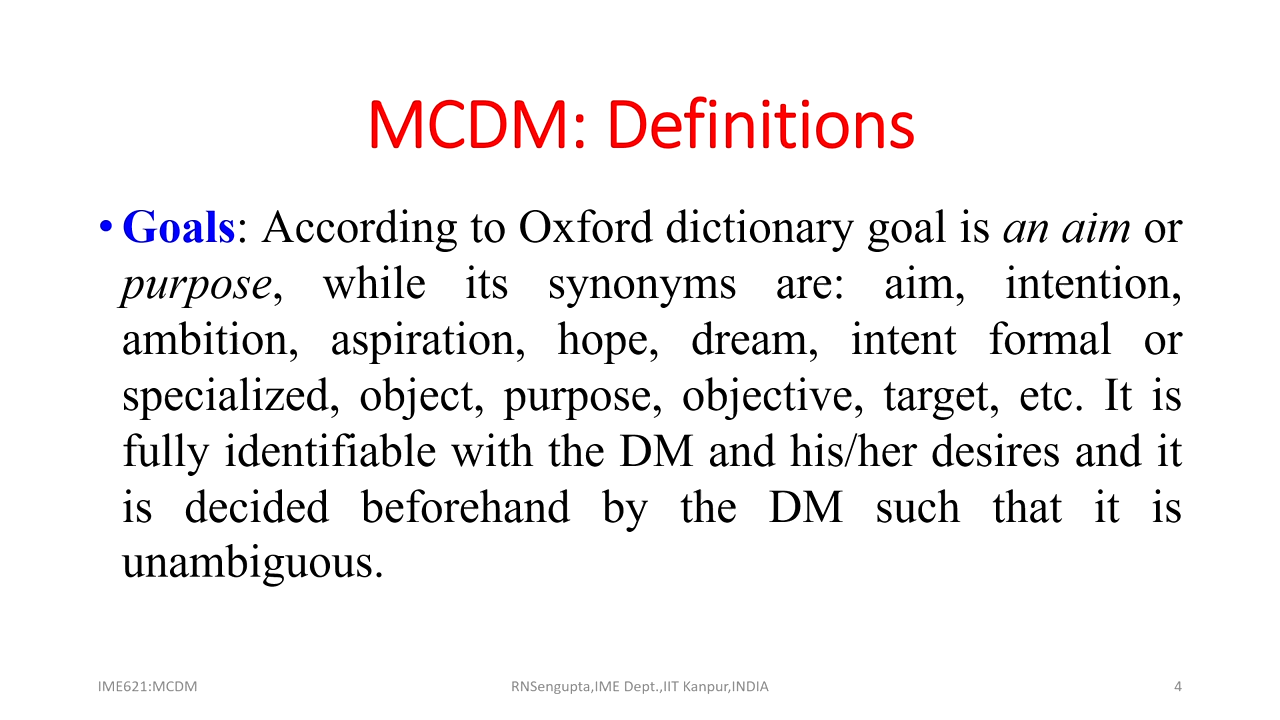 MCDM: Definitions
• Goals: According to Oxford dictionary goal is an aim or
purpose, while its synonyms are: aim, intention,
ambition, aspiration, hope, dream, intent formal or
specialized, object, purpose, objective, target, etc. It is
fully identifiable with the DM and his/her desires and it
is decided beforehand by the DM such that it is
unambiguous.
IME621:MCDM
RNSengupta,IME Dept.,IIT Kanpur,INDIA
4